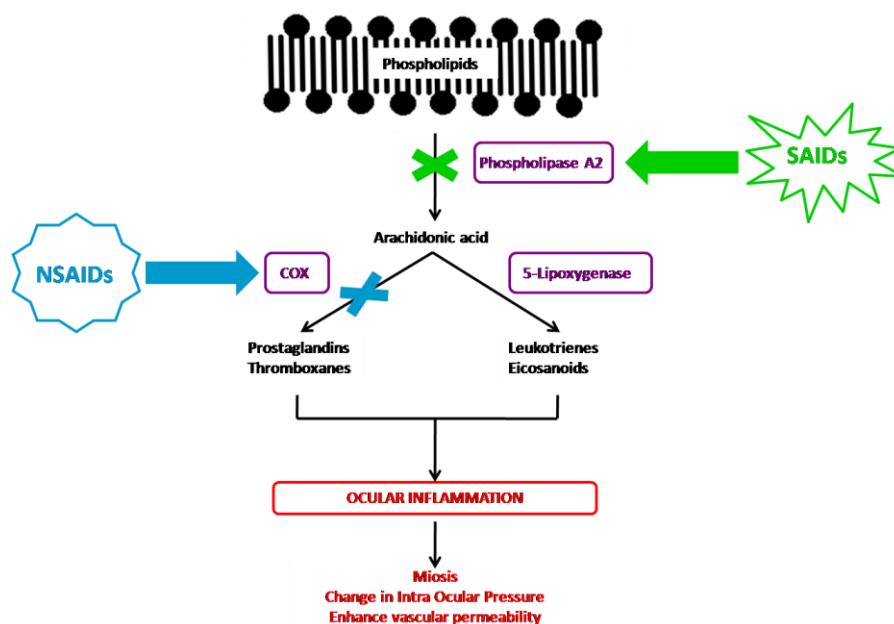 Phospholipids
Phospholipase A2
SAIDs
Arachidonic acid
NSAIDs
COX
5-Lipoxygenase
Prostaglandins
Thromboxanes
Leukotrienes
Eicosanoids
OCULAR INFLAMMATION
Miosis
Change in Intra Ocular Pressure
Enhance vascular permeability